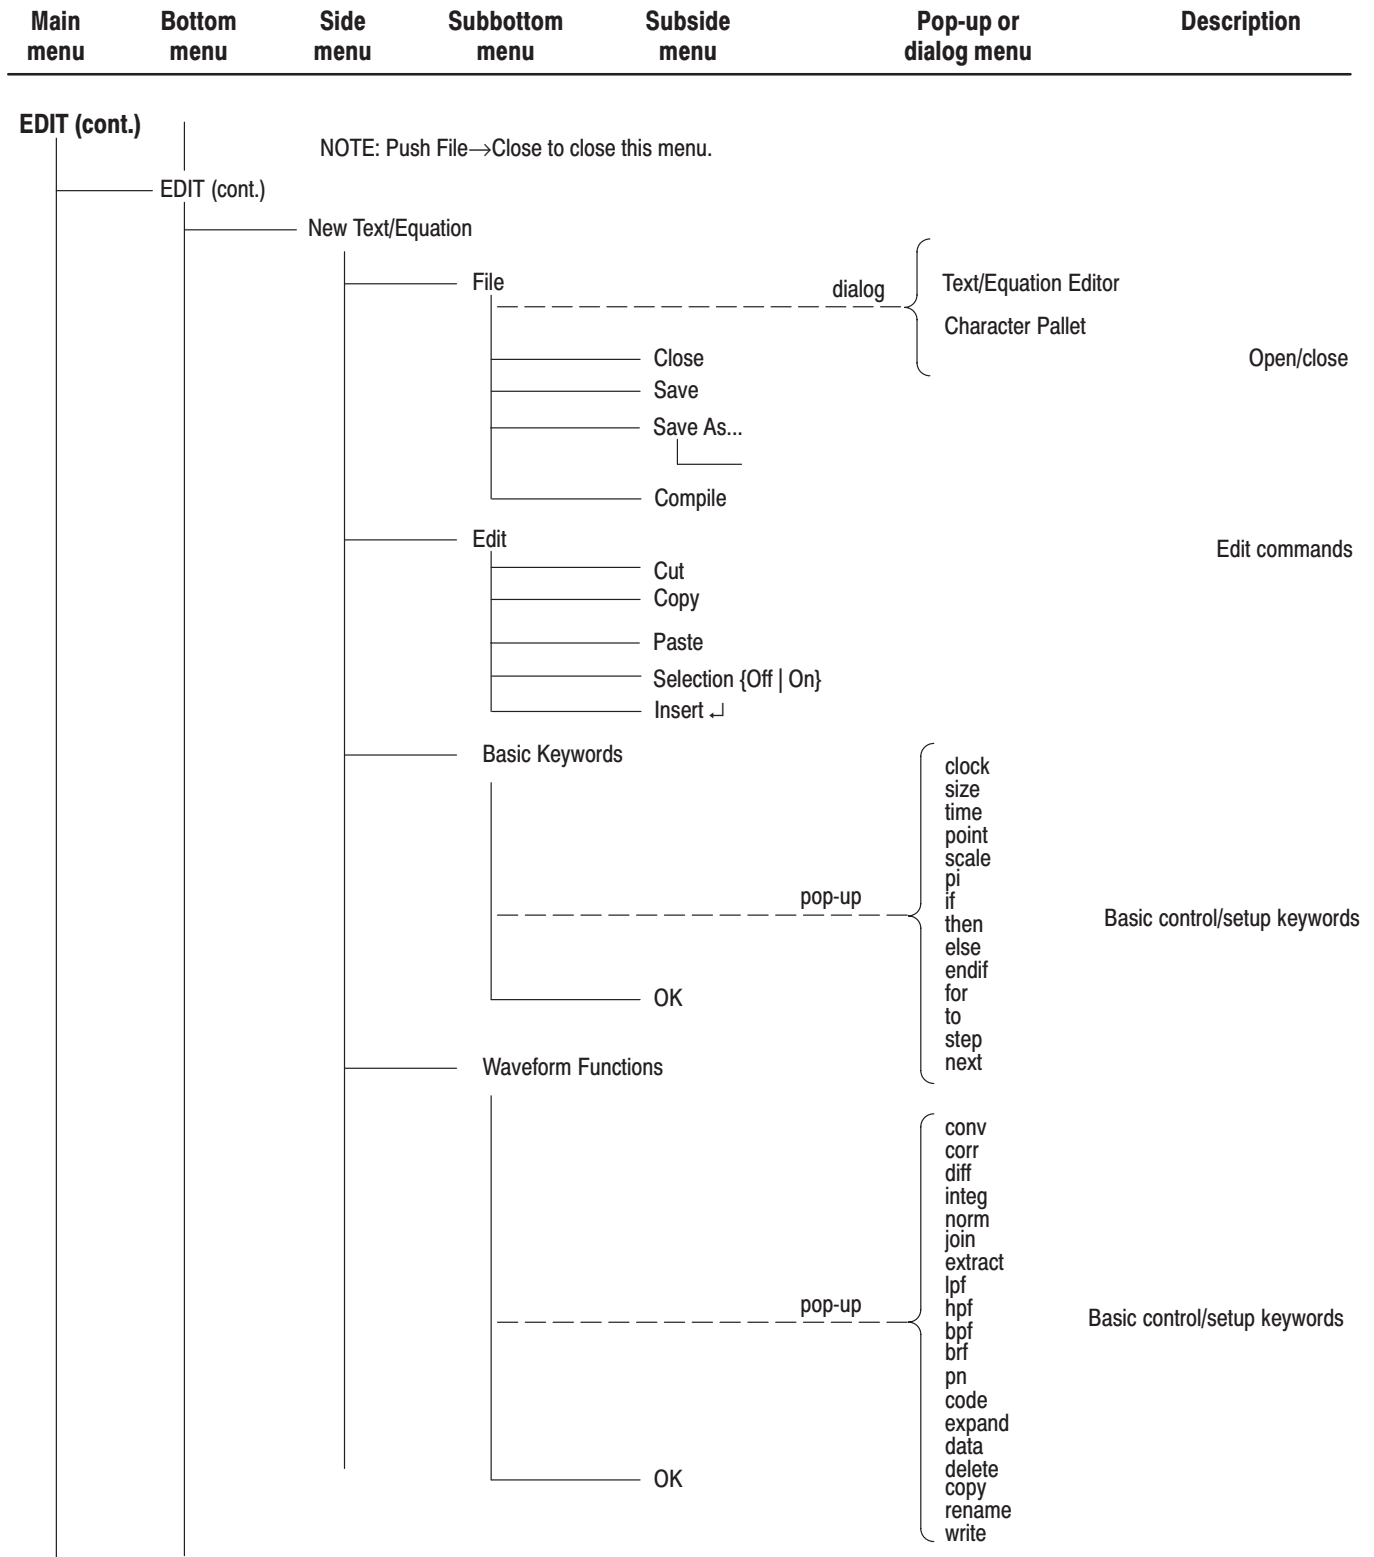 Main menu
Bottom menu
Side menu
Subbottom menu
Subside menu
Pop-up or dialog menu
Description
EDIT (cont.)
NOTE: Push File→Close to close this menu.
EDIT (cont.)
New Text/Equation
File
dialog
Text/Equation Editor
Character Pallet
Close
Open/close
Save
Save As...
Compile
Edit
Edit commands
Cut
Copy
Paste
Selection {Off | On}
Insert ↵
Basic Keywords
clock
size
time
point
scale
pi
pop-up
if
then
Basic control/setup keywords
else
endif
for
OK
to
step
next
Waveform Functions
conv
corr
diff
integ
norm
join
extract
lpf
pop-up
hpf
Basic control/setup keywords
bpf
brf
pn
code
expand
data
delete
OK
copy
rename
write